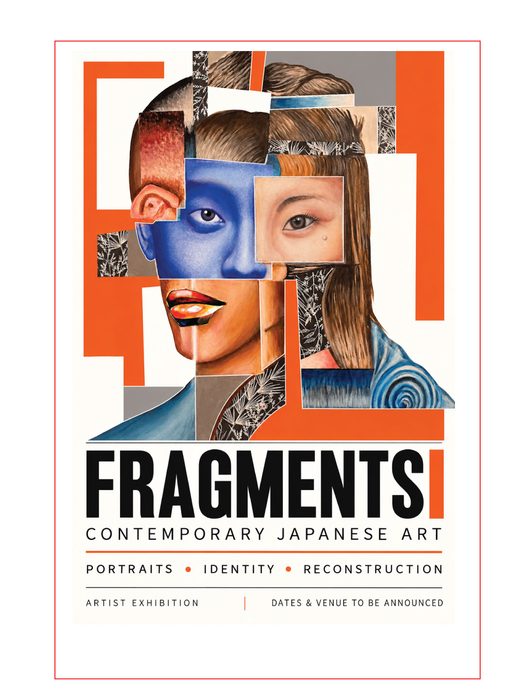 FRAGMENTS
CONTEMPORARY JAPANESE ART
PORTRAITS • IDENTITY • RECONSTRUCTION
ARTIST EXHIBITION | DATES & VENUE TO BE ANNOUNCED